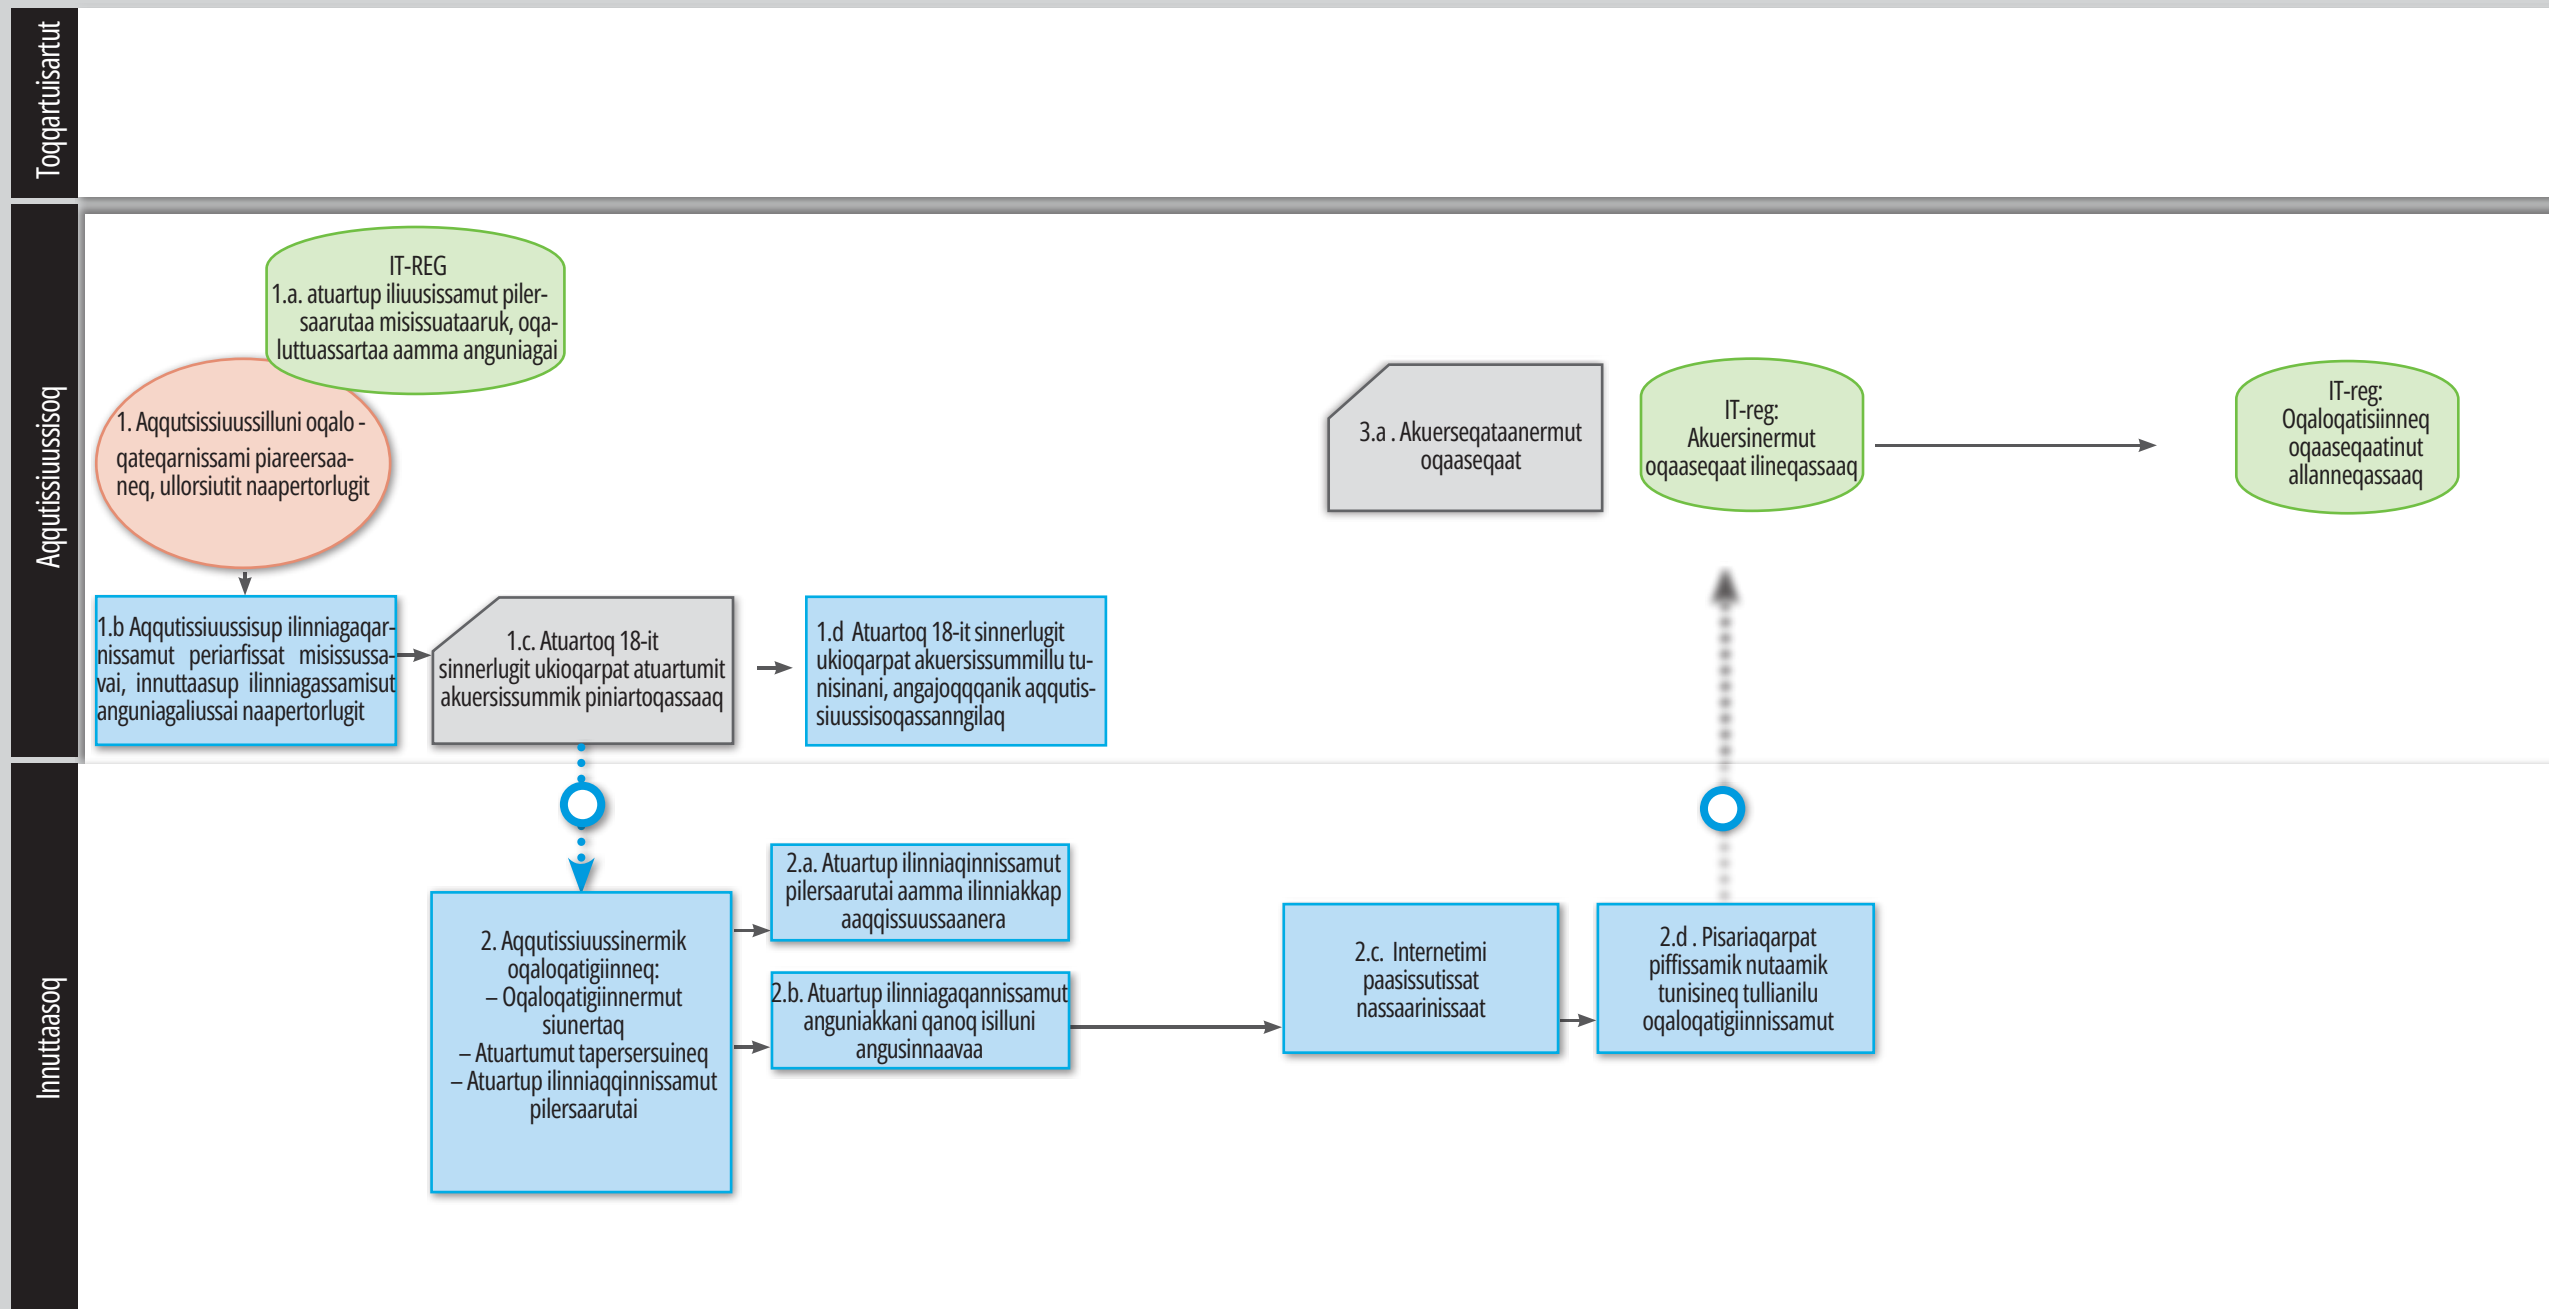 Toqqartuisartut
Aqqutissiuussisoq
IT-REG
1.a. atuartup iliuusissamut piler-
saarutaa misissuataaruk, oqa-
luttuassartaa aamma anguniagai
1. Aqqutsissiuussilluni oqalo -
qateqarnissami piareersaa-
neq, ullorsiutit naapertorlugit
1.b Aqqutissiuussisup ilinniagaqar-
nissamut periarfissat misissussa-
vai, innuttaasup ilinniagassamisut
anguniagaliussai naapertorlugit
1.c. Atuartoq 18-it
sinnerlugit ukioqarpat atuartumit
akuersissummik piniartoqassaaq
1.d Atuartoq 18-it sinnerlugit
ukioqarpat akuersissummillu tu-
nisinani, angajoqqqanik aqqutis-
siuussisoqassanngilaq
3.a . Akuerseqataanermut
oqaaseqaat
IT-reg:
Akuersinermut
oqaaseqaat ilineqassaaq
IT-reg:
Oqaloqatisiinneq
oqaaseqaatinut
allanneqassaaq
Innuttaasoq
2. Aqqutissiuussinermik
oqaloqatigiinneq:
– Oqaloqatigiinnermut
siunertaq
– Atuartumut tapersersuineq
– Atuartup ilinniaqqinnissamut
pilersaarutai
2.a. Atuartup ilinniaqinnissamut
pilersaarutai aamma ilinniakkap
aaqqissuussaanera
2.b. Atuartup ilinniagaqannissamut
anguniakkani qanoq isilluni
angusinnaavaa
2.c. Internetimi
paasissutissat
nassaarinissaat
2.d . Pisariaqarpat
piffissamik nutaamik
tunisineq tullianilu
oqaloqatigiinnissamut